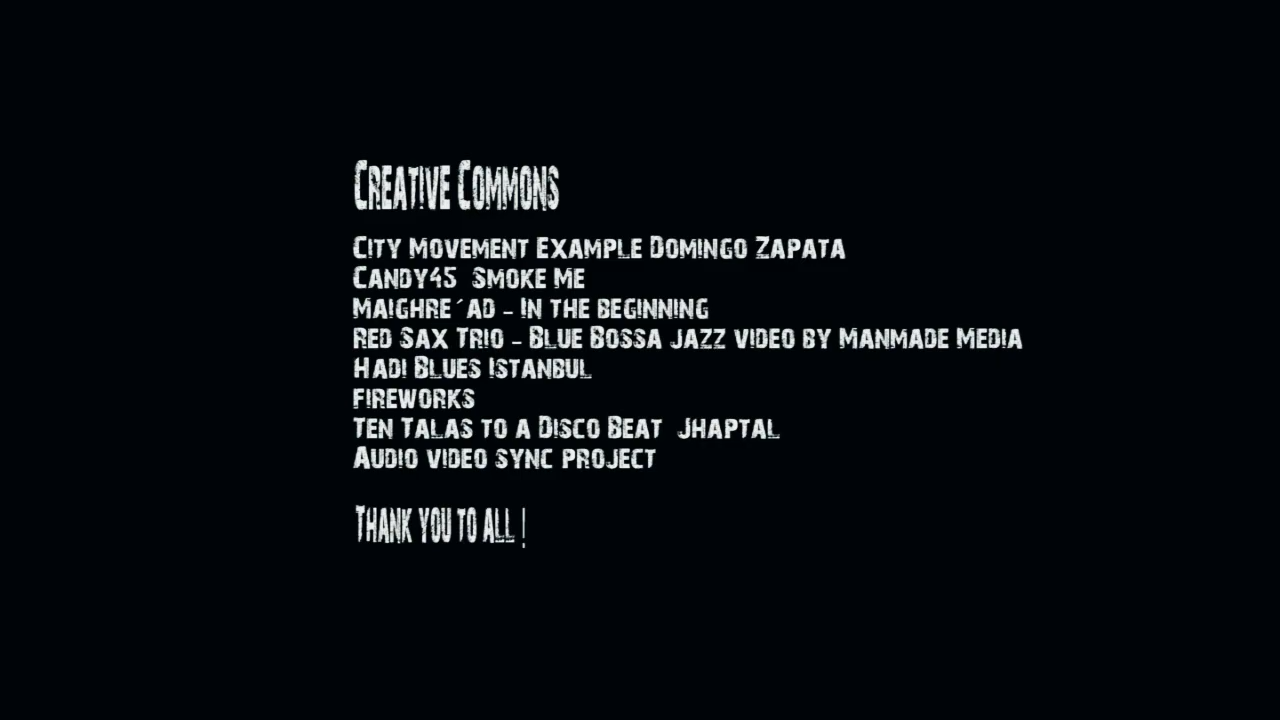 Creative Commons
City movement Example Domingo Zapata
Candy45 Smoke Me
Maighre´ad - In the beginning
Red Sax Trio - Blue Bossa jazz video by Manmade Media
Hadi Blues Istanbul
fireworks
Ten Talas to a Disco Beat Jhaptal
Audio video sync project
Thank you to all !